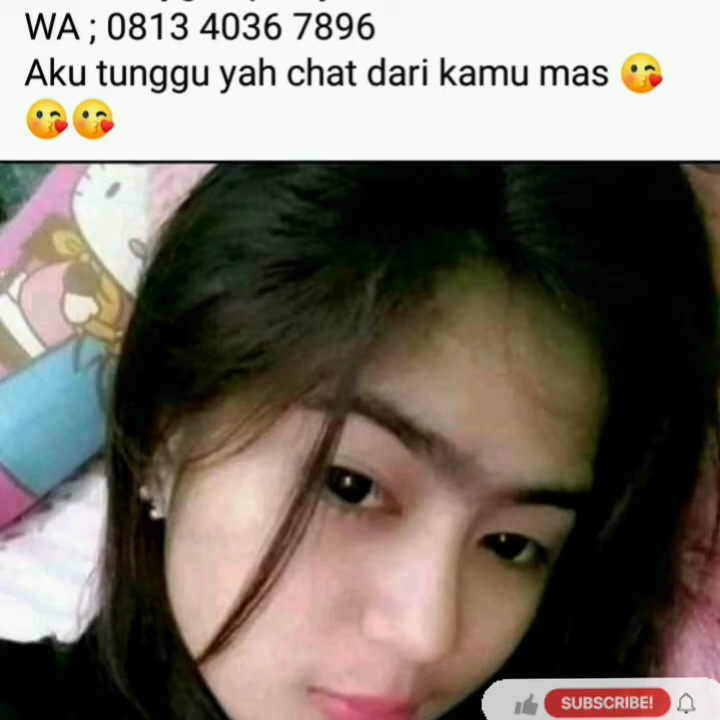 WA ; 0813 4036 7896
Aku tunggu yah chat dari kamu mas 😘
😘😘
SUBSCRIBE!